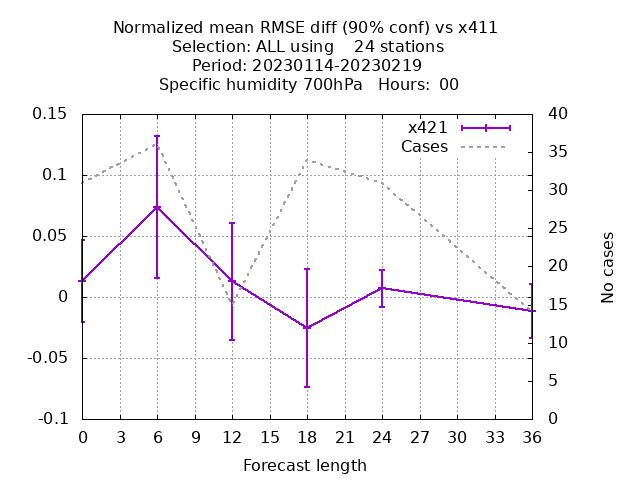 Normalized mean RMSE diff (90% conf) vs x411
Selection: ALL using    24 stations
Period: 20230114-20230219
Specific humidity 700hPa   Hours:  00
0.15
0.1
0.05
0
-0.05
-0.1
40
35
30
25
20
15
10
5
0
x421
Cases
No cases
0 3 6 9 12 15 18 21 24 27 30 33 36
Forecast length